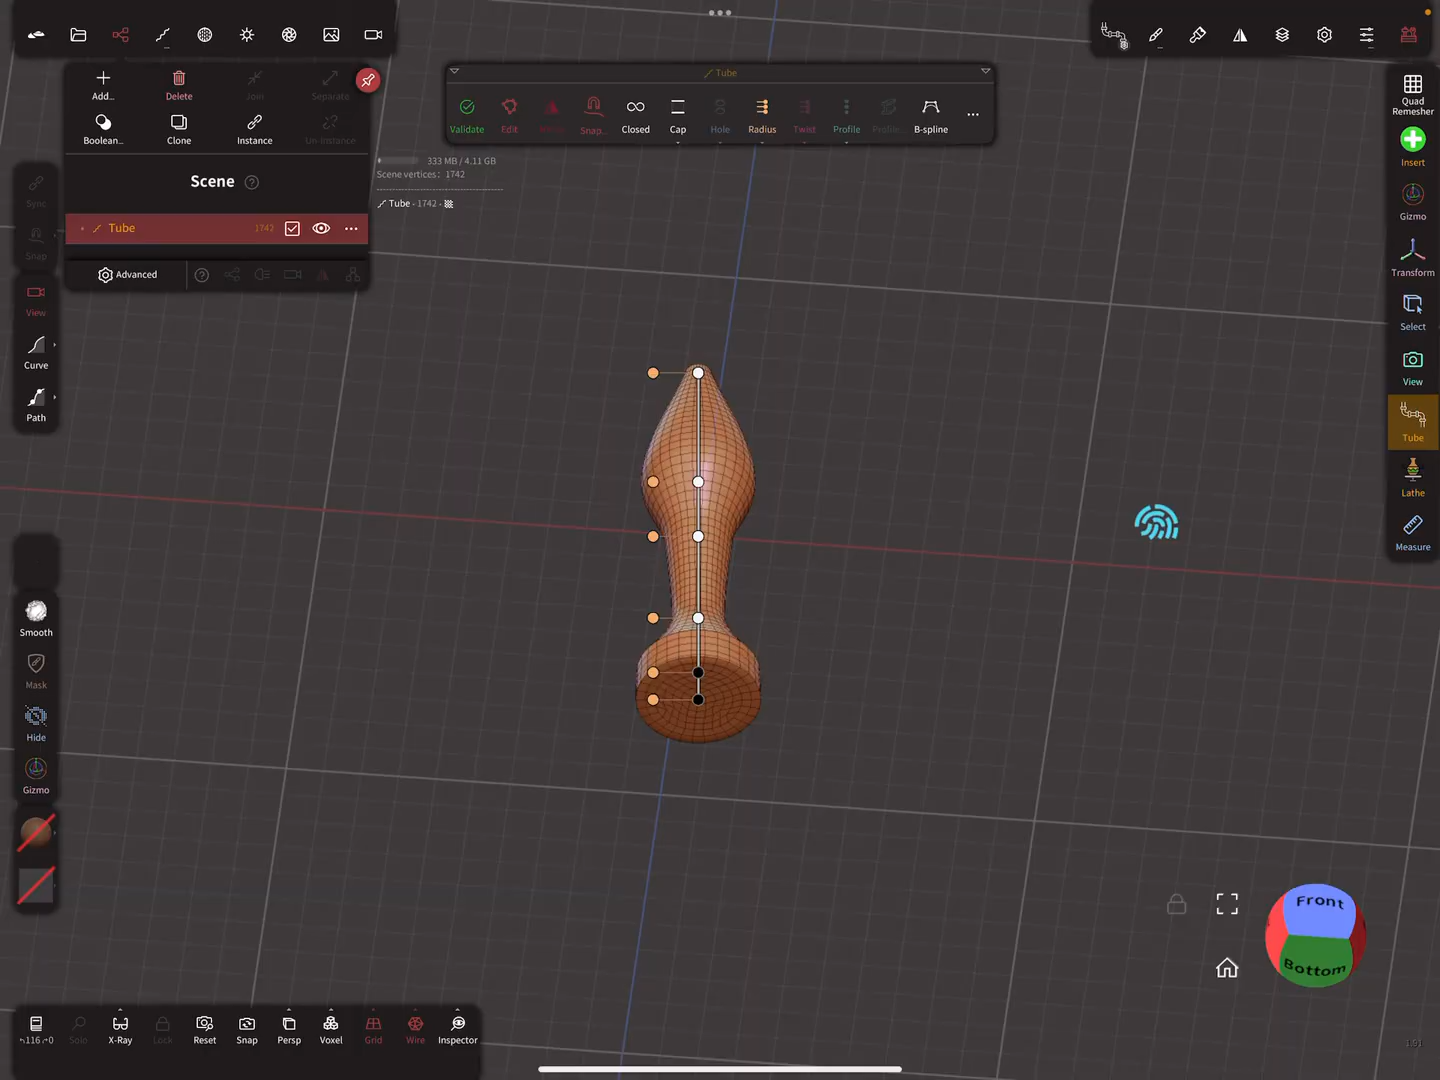 Add...
Delete
Join
Separate
Boolean...
Clone
Instance
Un-Instance
Scene
Tube
1742
Advanced
Tube
Validate
Edit
Snap...
Closed
Cap
Hole
Radius
Twist
Profile
Profile...
B-spline
333 MB / 4.11 GB
Scene vertices: 1742
Tube - 1742 -
Sync
Snap
View
Curve
Path
Smooth
Mask
Hide
Gizmo
Quad
Remesher
Insert
Gizmo
Transform
Select
View
Tube
Lathe
Measure
Front
Bottom
Solo
X-Ray
Lock
Reset
Snap
Persp
Voxel
Grid
Wire
Inspector
1.91